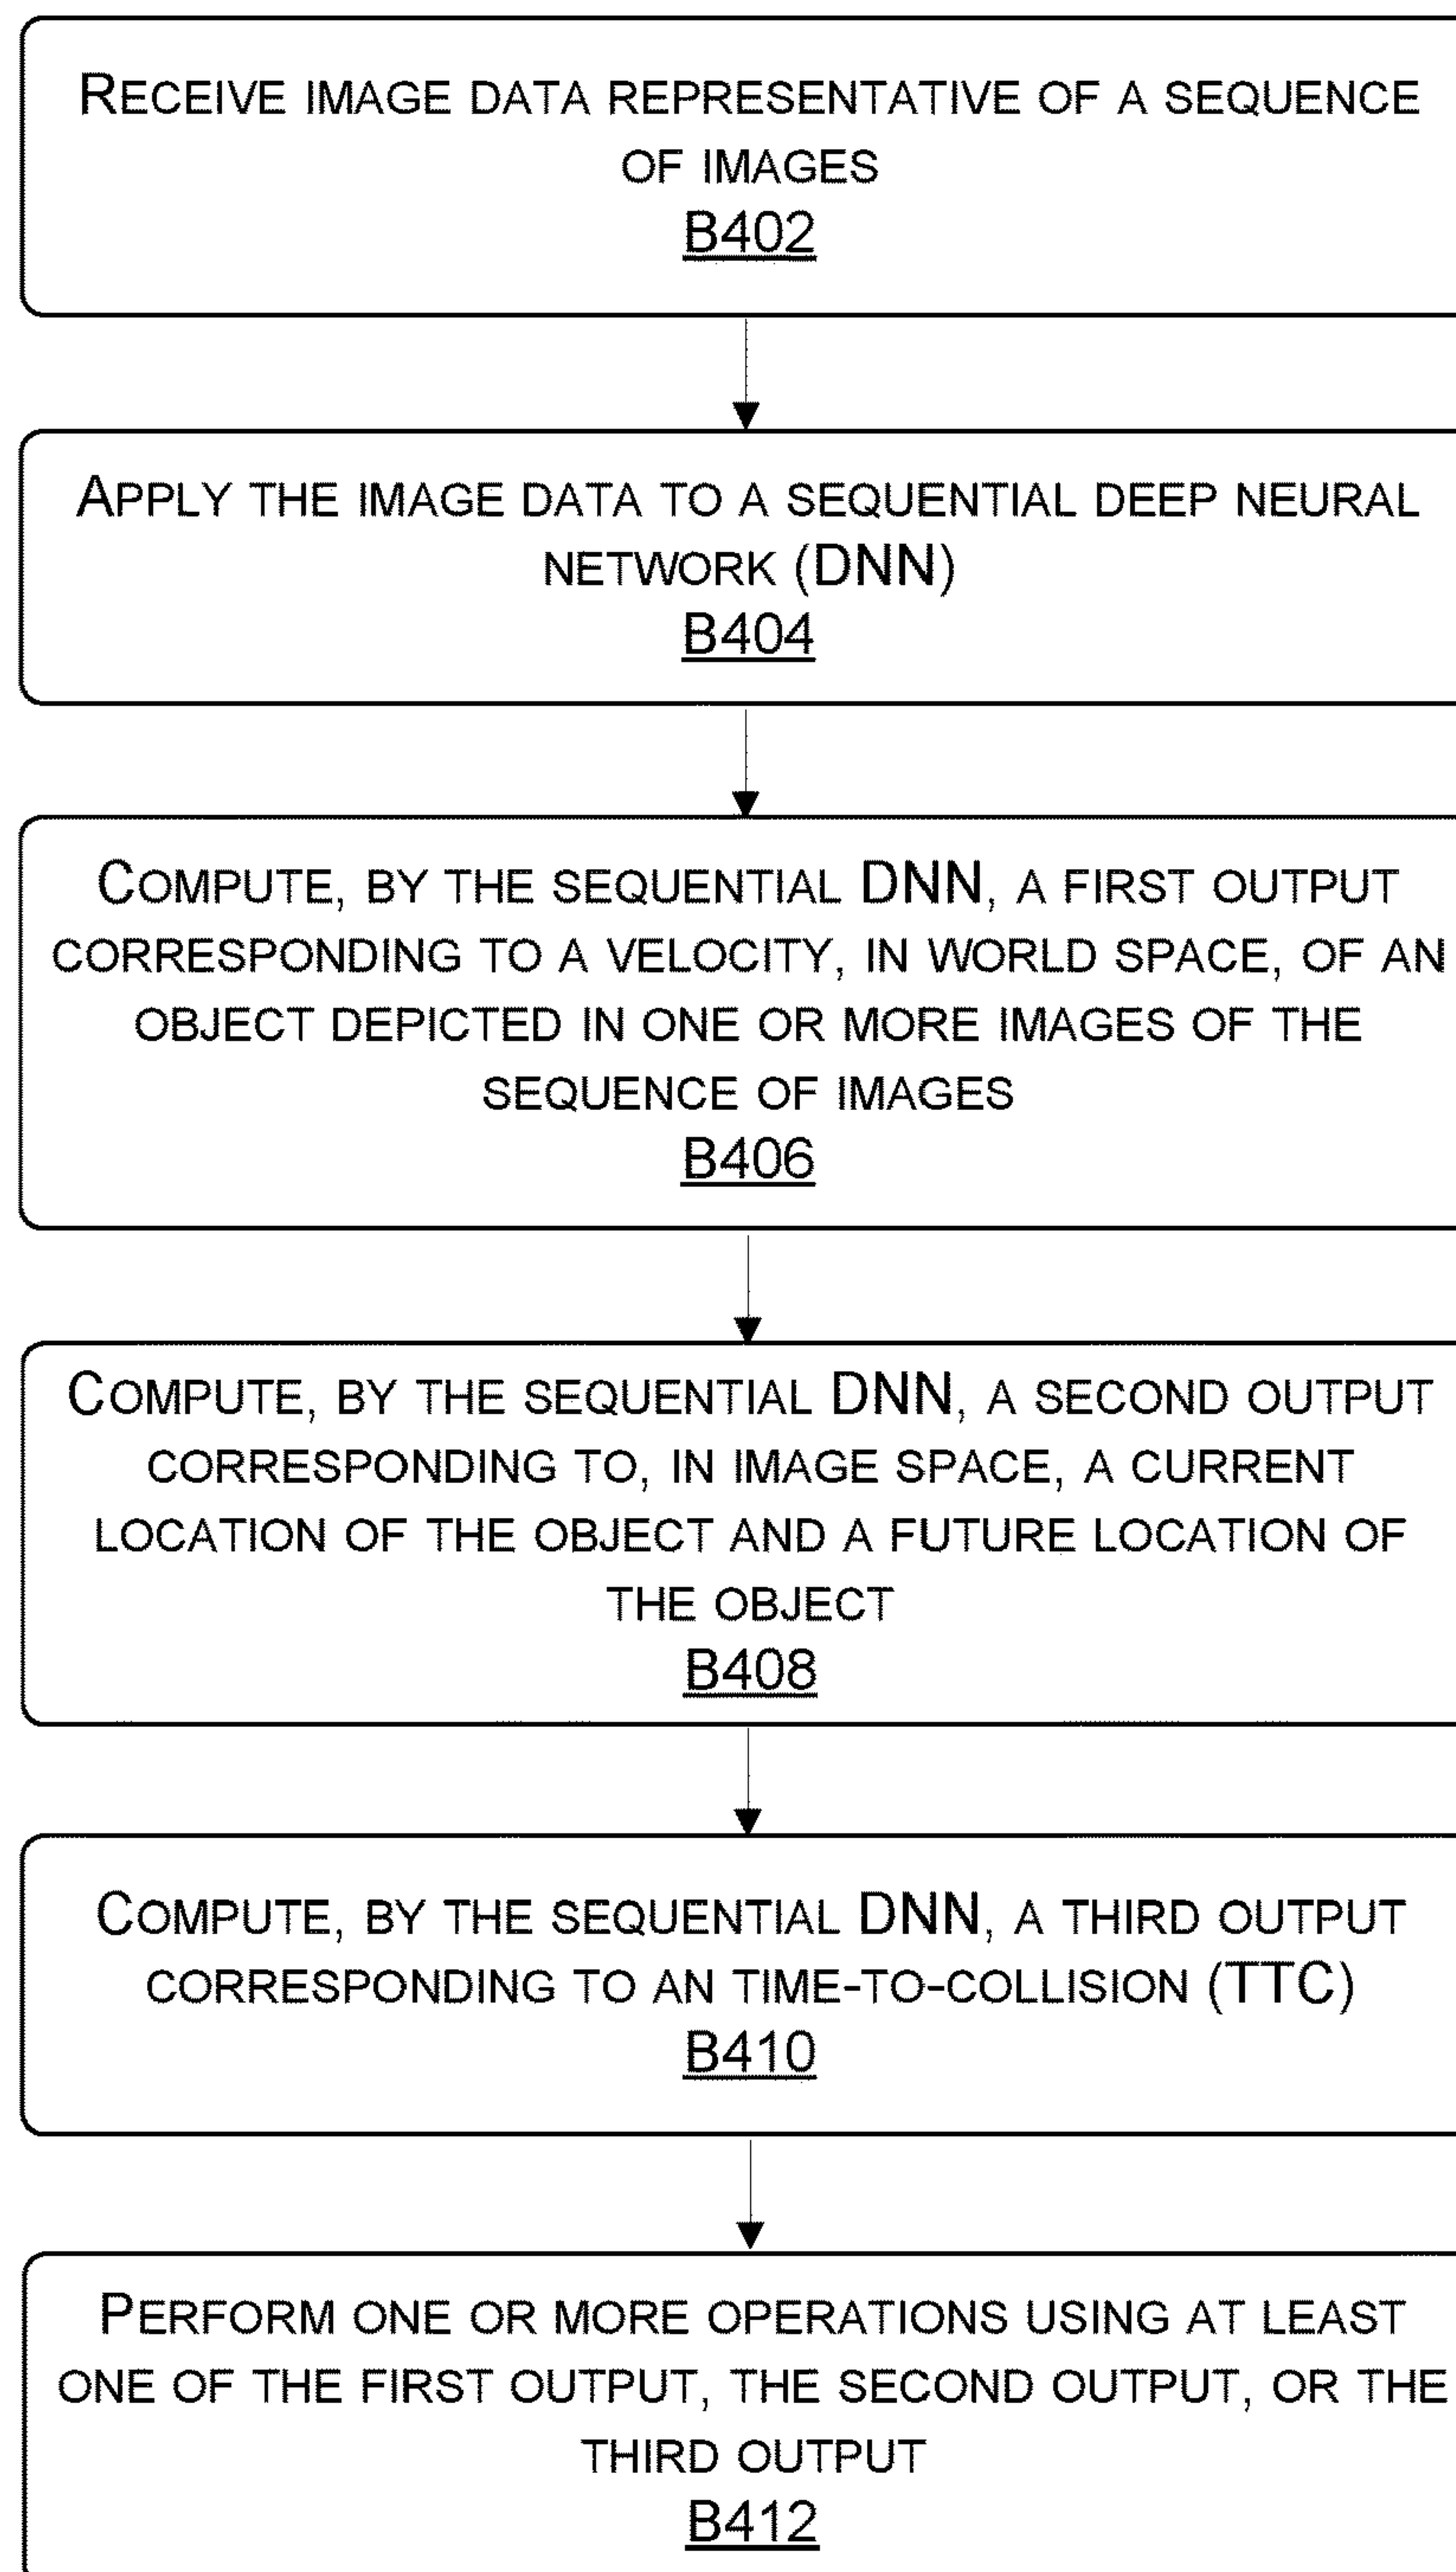 RECEIVE IMAGE DATA REPRESENTATIVE OF A SEQUENCE
OF IMAGES
B402
APPLY THE IMAGE DATA TO A SEQUENTIAL DEEP NEURAL
NETWORK (DNN)
B404
COMPUTE, BY THE SEQUENTIAL DNN, A FIRST OUTPUT
CORRESPONDING TO A VELOCITY, IN WORLD SPACE, OF AN
OBJECT DEPICTED IN ONE OR MORE IMAGES OF THE
SEQUENCE OF IMAGES
B406
COMPUTE, BY THE SEQUENTIAL DNN, A SECOND OUTPUT
CORRESPONDING TO, IN IMAGE SPACE, A CURRENT
LOCATION OF THE OBJECT AND A FUTURE LOCATION OF
THE OBJECT
B408
COMPUTE, BY THE SEQUENTIAL DNN, A THIRD OUTPUT
CORRESPONDING TO AN TIME-TO-COLLISION (TTC)
B410
PERFORM ONE OR MORE OPERATIONS USING AT LEAST
ONE OF THE FIRST OUTPUT, THE SECOND OUTPUT, OR THE
THIRD OUTPUT
B412